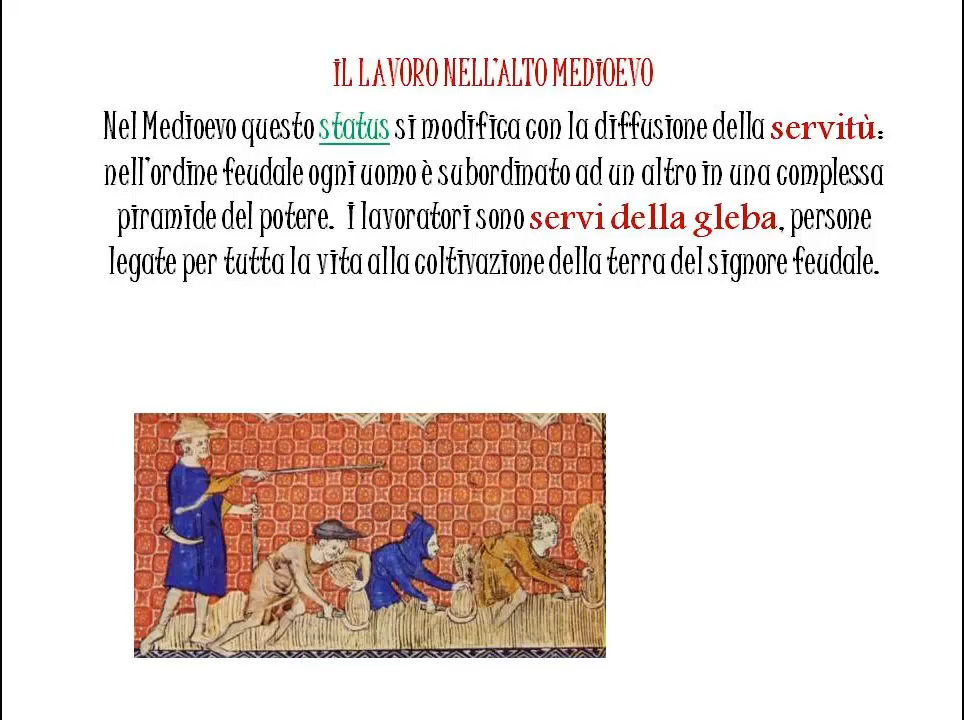 IL LAVORO NELL'ALTO MEDIOEVO
Nel Medioevo questo status si modifica con la diffusione della servitù:
nell'ordine feudale ogni uomo è subordinato ad un altro in una complessa
piramide del potere. I lavoratori sono servi della gleba, persone
legate per tutta la vita alla coltivazione della terra del signore feudale.